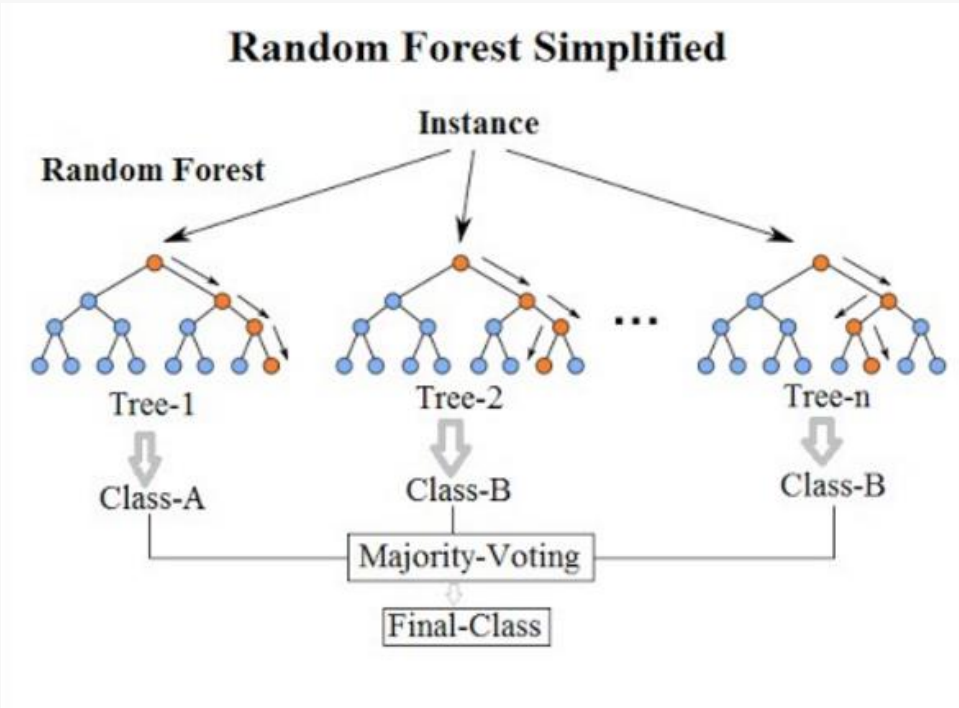 Random Forest Simplified
Instance
Random Forest
...
Tree-1
Tree-2
Tree-n
Class-A
Class-B
Class-B
Majority-Voting
Final-Class